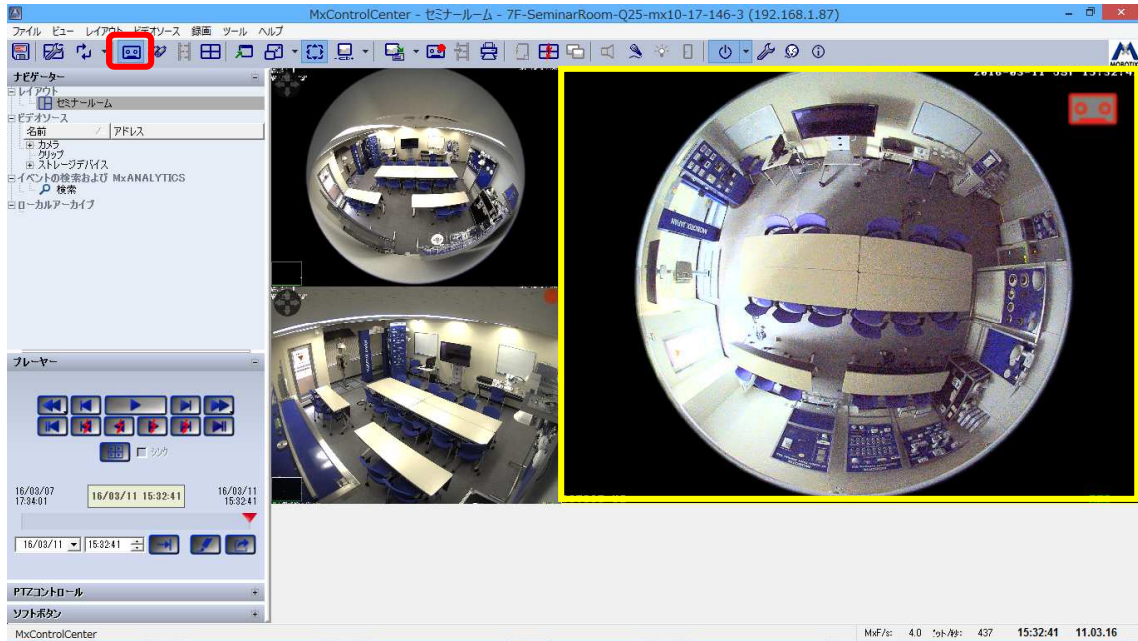 MxControlCenter - セミナールーム - 7F-SeminarRoom-Q25-mx10-17-146-3 (192.168.1.87)
ファイル ビュー レイアウト ビデオソース 録画 ツール ヘルプ
MOBOTIX
ナビゲーター
レイアウト
セミナールーム
ビデオソース
名前 アドレス
カメラ
クリップ
ストレージデバイス
イベントの検索および MxANALYTICS
検索
ローカルアーカイブ
MOBOTIX JAPAN
プレーヤー
シンク
16/03/07
17:34:01
16/03/11 15:32:41
16/03/11
15:32:41
16/03/11 15:32:41
PTZコントロール
ソフトボタン
MxControlCenter
MxF/s: 4.0
437 15:32:41 11.03.16